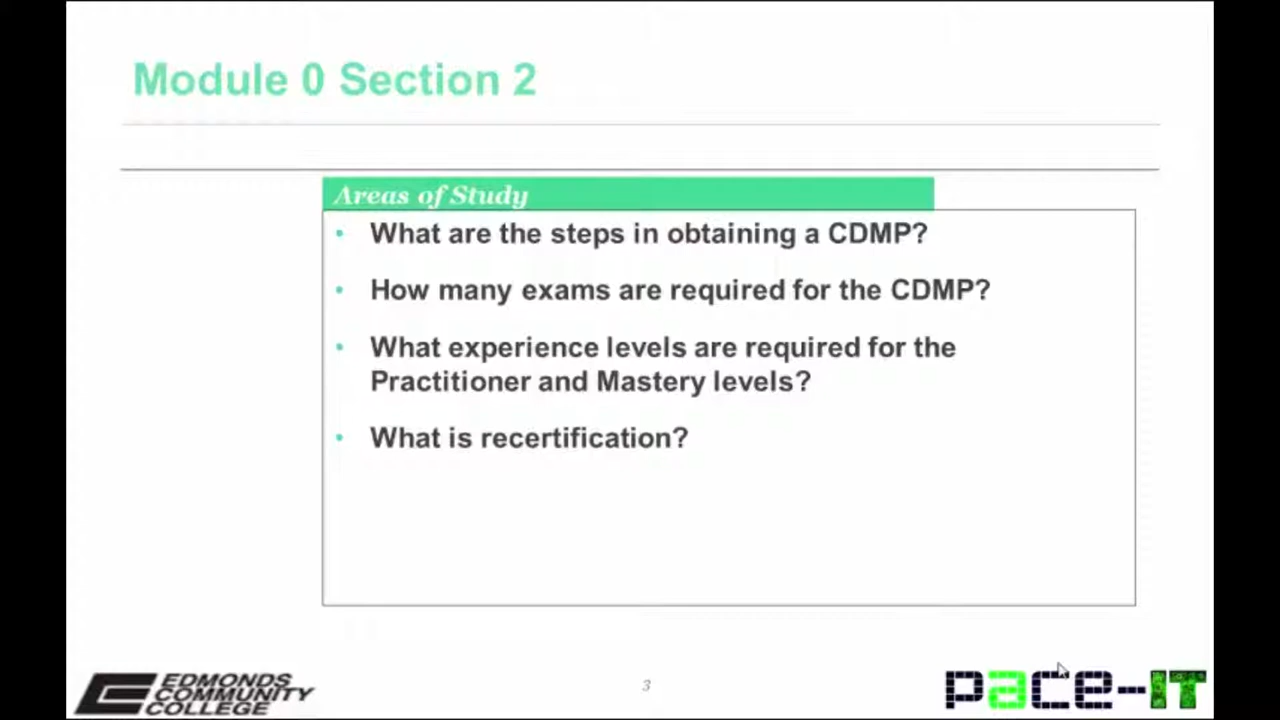 Module 0 Section 2
Areas of Study
• What are the steps in obtaining a CDMP?
• How many exams are required for the CDMP?
• What experience levels are required for the
Practitioner and Mastery levels?
• What is recertification?
EDMONDS
COMMUNITY
COLLEGE
3
pace-IT